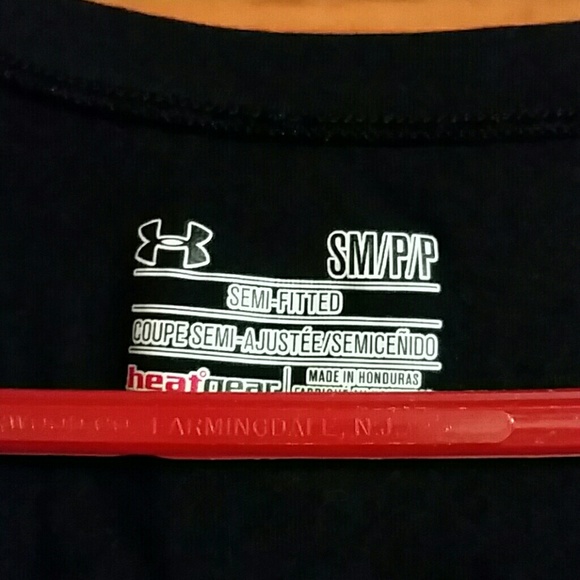 SM/P/P
SEMI-FITTED
COUPE SEMI-AJUSTÉE/SEMICEÑIDO
heatgear
MADE IN HONDURAS
FARMINGDALE, N.J.